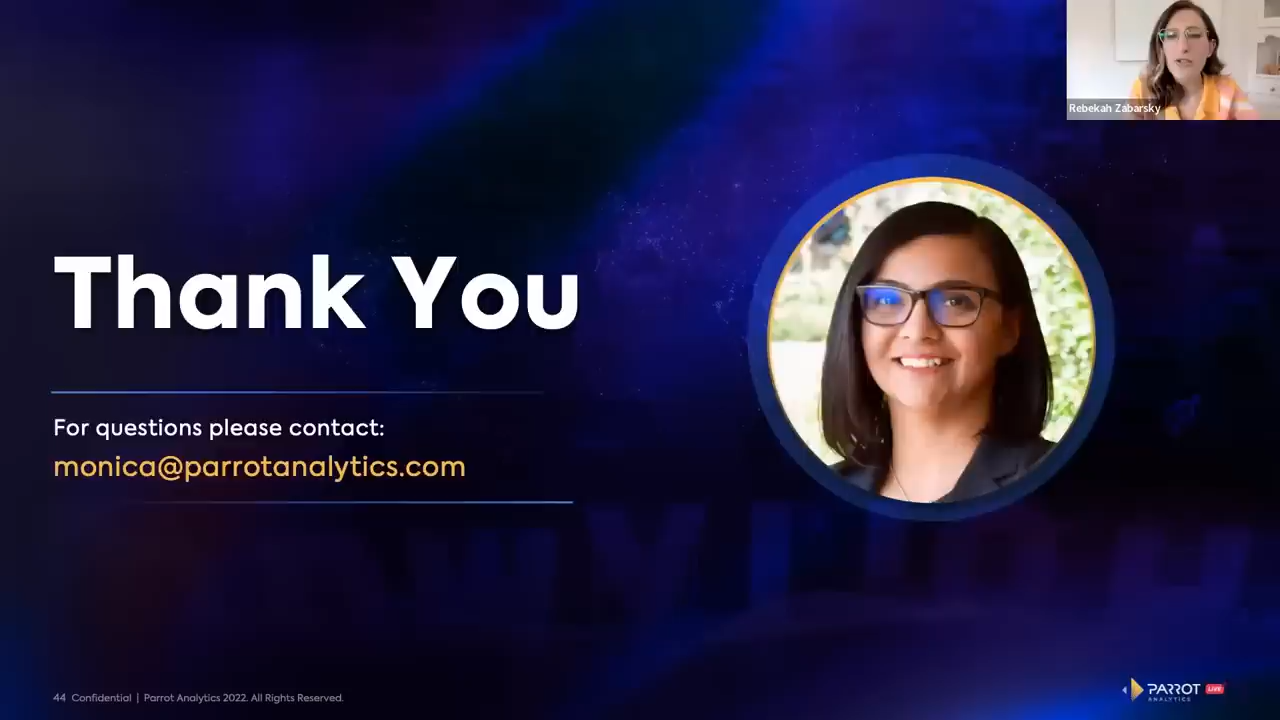 Rebekah Zabarsky
Thank You
For questions please contact:
monica@parrotanalytics.com
44 Confidential | Parrot Analytics 2022. All Rights Reserved.
PARROT LIVE
ANALYTICS